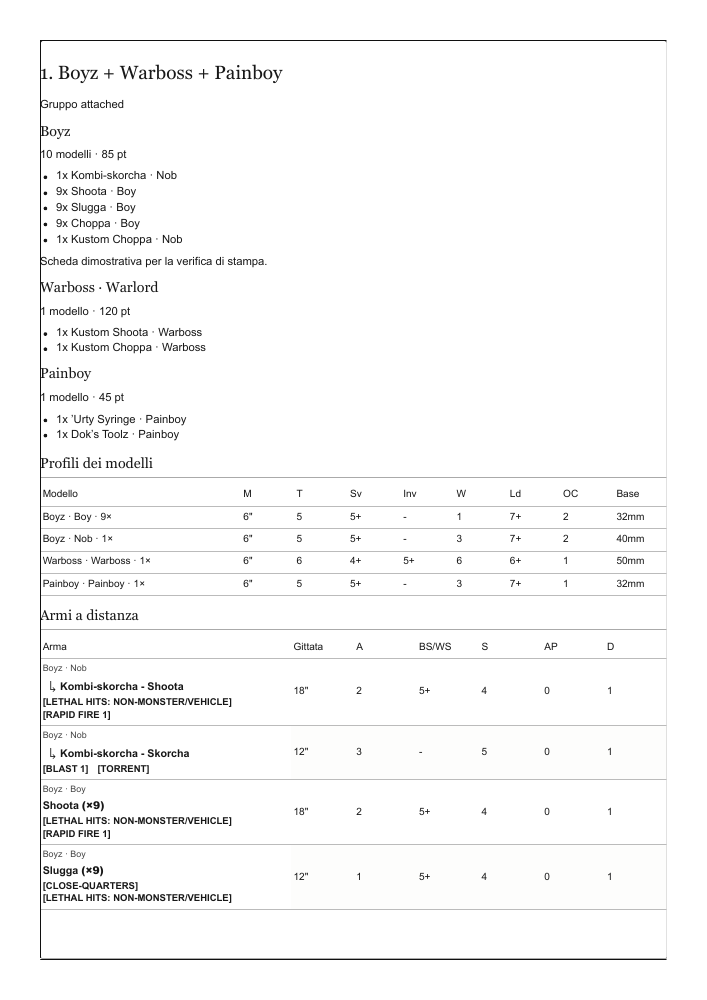 1. Boyz + Warboss + Painboy
Gruppo attached
Boyz
10 modelli · 85 pt
• 1x Kombi-skorcha · Nob
• 9x Shoota · Boy
• 9x Slugga · Boy
• 9x Choppa · Boy
• 1x Kustom Choppa · Nob
Scheda dimostrativa per la verifica di stampa.
Warboss · Warlord
1 modello · 120 pt
• 1x Kustom Shoota · Warboss
• 1x Kustom Choppa · Warboss
Painboy
1 modello · 45 pt
• 1x ’Urty Syringe · Painboy
• 1x Dok’s Toolz · Painboy
Profili dei modelli
Modello M T Sv Inv W Ld OC Base
Boyz · Boy · 9× 6" 5 5+ - 1 7+ 2 32mm
Boyz · Nob · 1× 6" 5 5+ - 3 7+ 2 40mm
Warboss · Warboss · 1× 6" 6 4+ 5+ 6 6+ 1 50mm
Painboy · Painboy · 1× 6" 5 5+ - 3 7+ 1 32mm
Armi a distanza
Arma Gittata A BS/WS S AP D
Boyz · Nob
↳ Kombi-skorcha - Shoota 18" 2 5+ 4 0 1
[LETHAL HITS: NON-MONSTER/VEHICLE]
[RAPID FIRE 1]
Boyz · Nob
↳ Kombi-skorcha - Skorcha 12" 3 - 5 0 1
[BLAST 1] [TORRENT]
Boyz · Boy
Shoota (×9) 18" 2 5+ 4 0 1
[LETHAL HITS: NON-MONSTER/VEHICLE]
[RAPID FIRE 1]
Boyz · Boy
Slugga (×9) 12" 1 5+ 4 0 1
[CLOSE-QUARTERS]
[LETHAL HITS: NON-MONSTER/VEHICLE]